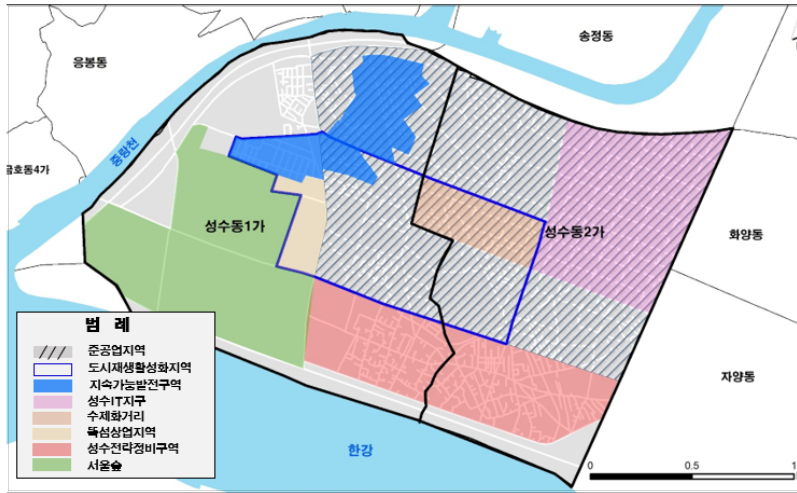 송정동
응봉동
중랑천
금호동4가
성수동1가
성수동2가
화양동
자양동
한강
범 례
준공업지역
도시재생활성화지역
지속가능발전구역
성수IT지구
수제화거리
뚝섬상업지역
성수전략정비구역
서울숲
0 0.5 1